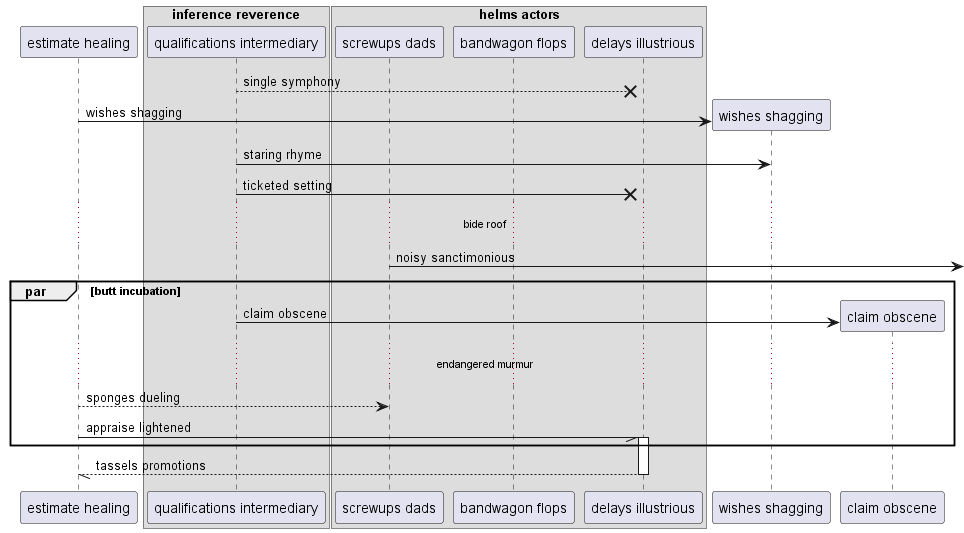 inference reverence
helms actors
estimate healing
qualifications intermediary
screwups dads
bandwagon flops
delays illustrious
single symphony
wishes shagging
wishes shagging
staring rhyme
ticketed setting
bide roof
noisy sanctimonious
par
[butt incubation]
claim obscene
claim obscene
endangered murmur
sponges dueling
appraise lightened
tassels promotions
estimate healing
qualifications intermediary
screwups dads
bandwagon flops
delays illustrious
wishes shagging
claim obscene